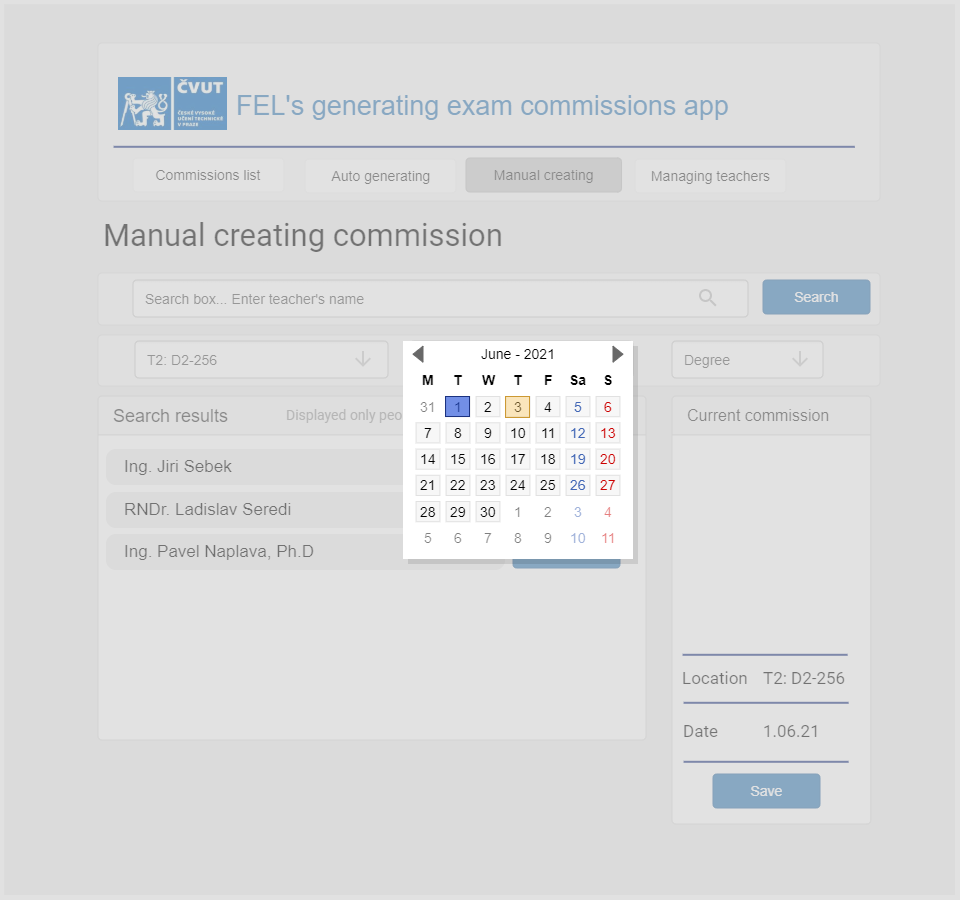 ČVUT
ČESKÉ VYSOKÉ
UČENÍ TECHNICKÉ
V PRAZE
FEL's generating exam commissions app
Commissions list Auto generating Manual creating Managing teachers
Manual creating commission
Search box... Enter teacher's name Search
T2: D2-256 Degree
June - 2021
M T W T F Sa S
31 1 2 3 4 5 6
7 8 9 10 11 12 13
14 15 16 17 18 19 20
21 22 23 24 25 26 27
28 29 30 1 2 3 4
5 6 7 8 9 10 11
Search results Displayed only
Ing. Jiri Sebek
RNDr. Ladislav Seredi
Ing. Pavel Naplava, Ph.D
Current commission
Location T2: D2-256
Date 1.06.21
Save